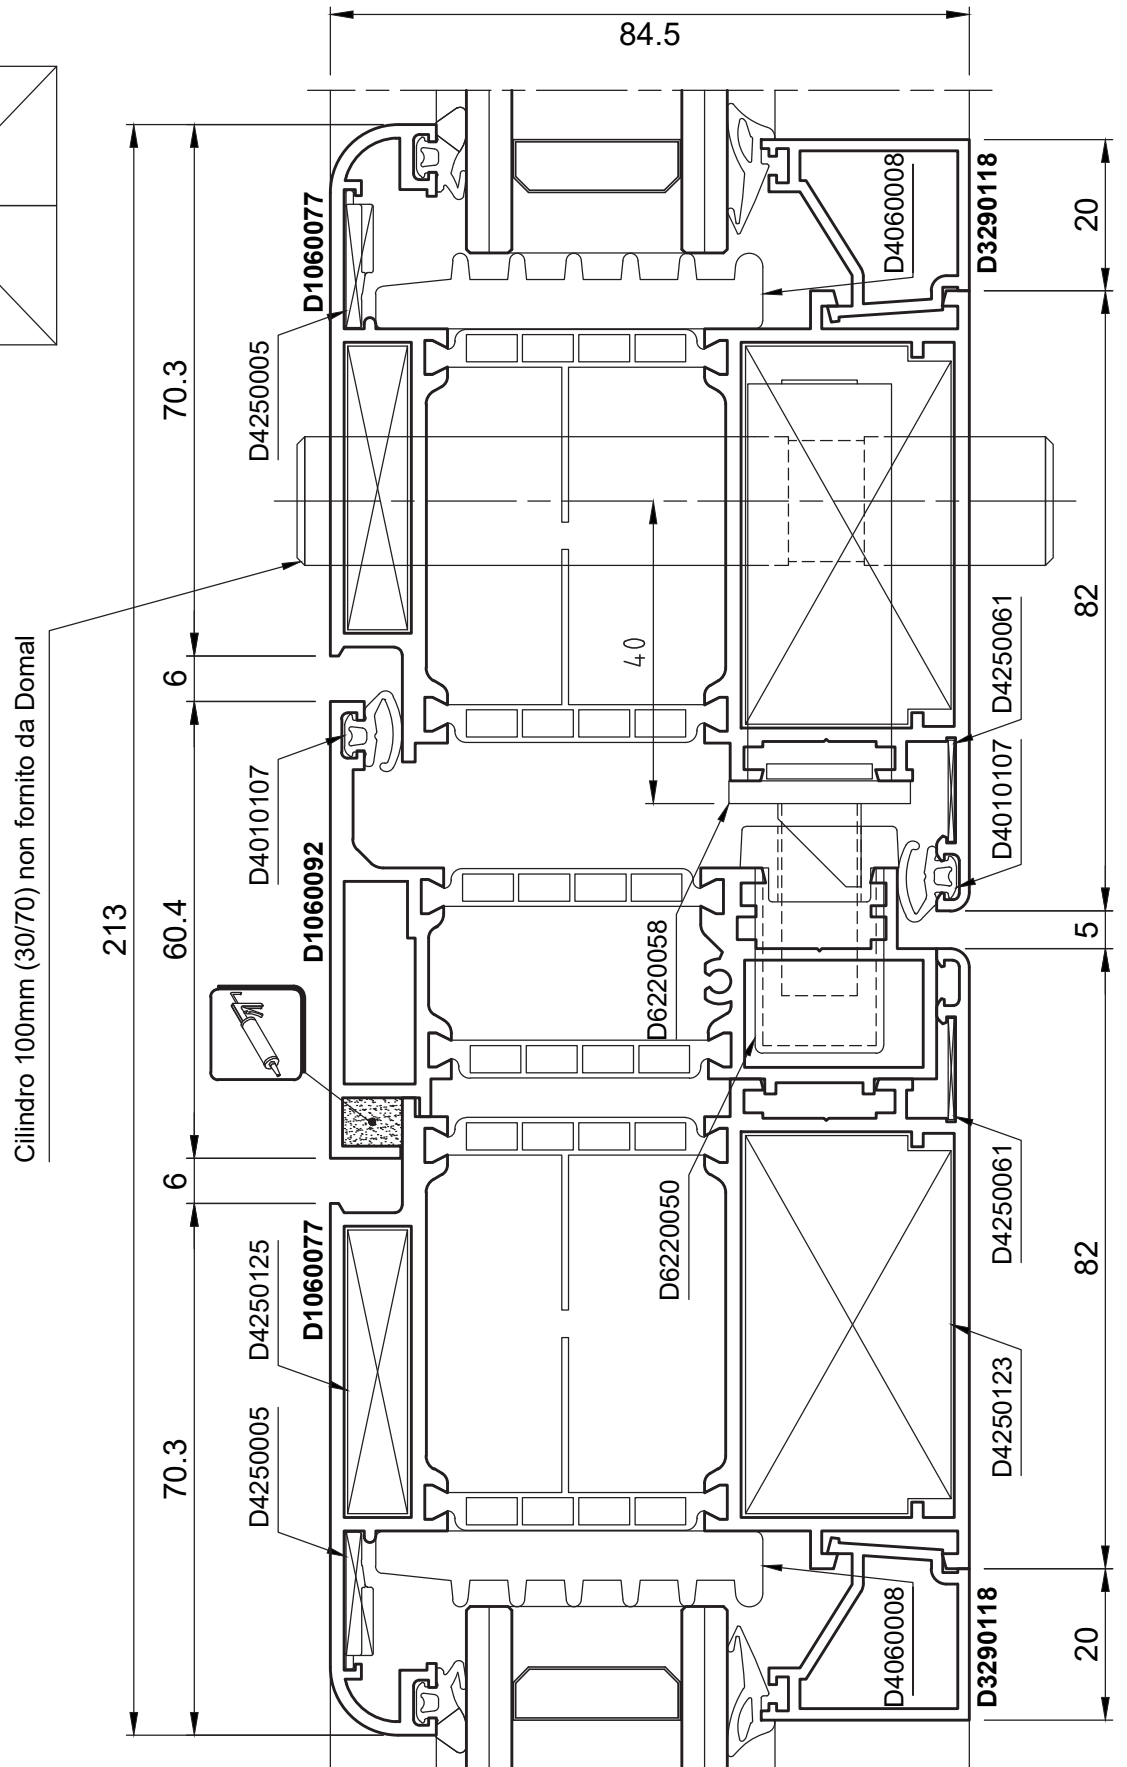 84.5
Cilindro 100mm (30/70) non fornito da Domal
213
70.3
6
60.4
6
70.3
D4250005
D1060077
D4010107
D1060092
D4250125
D1060077
D4250005
40
D6220058
D6220050
D4060008
D3290118
20
82
D4250061
D4010107
5
D4250061
82
D4250123
D4060008
D3290118
20